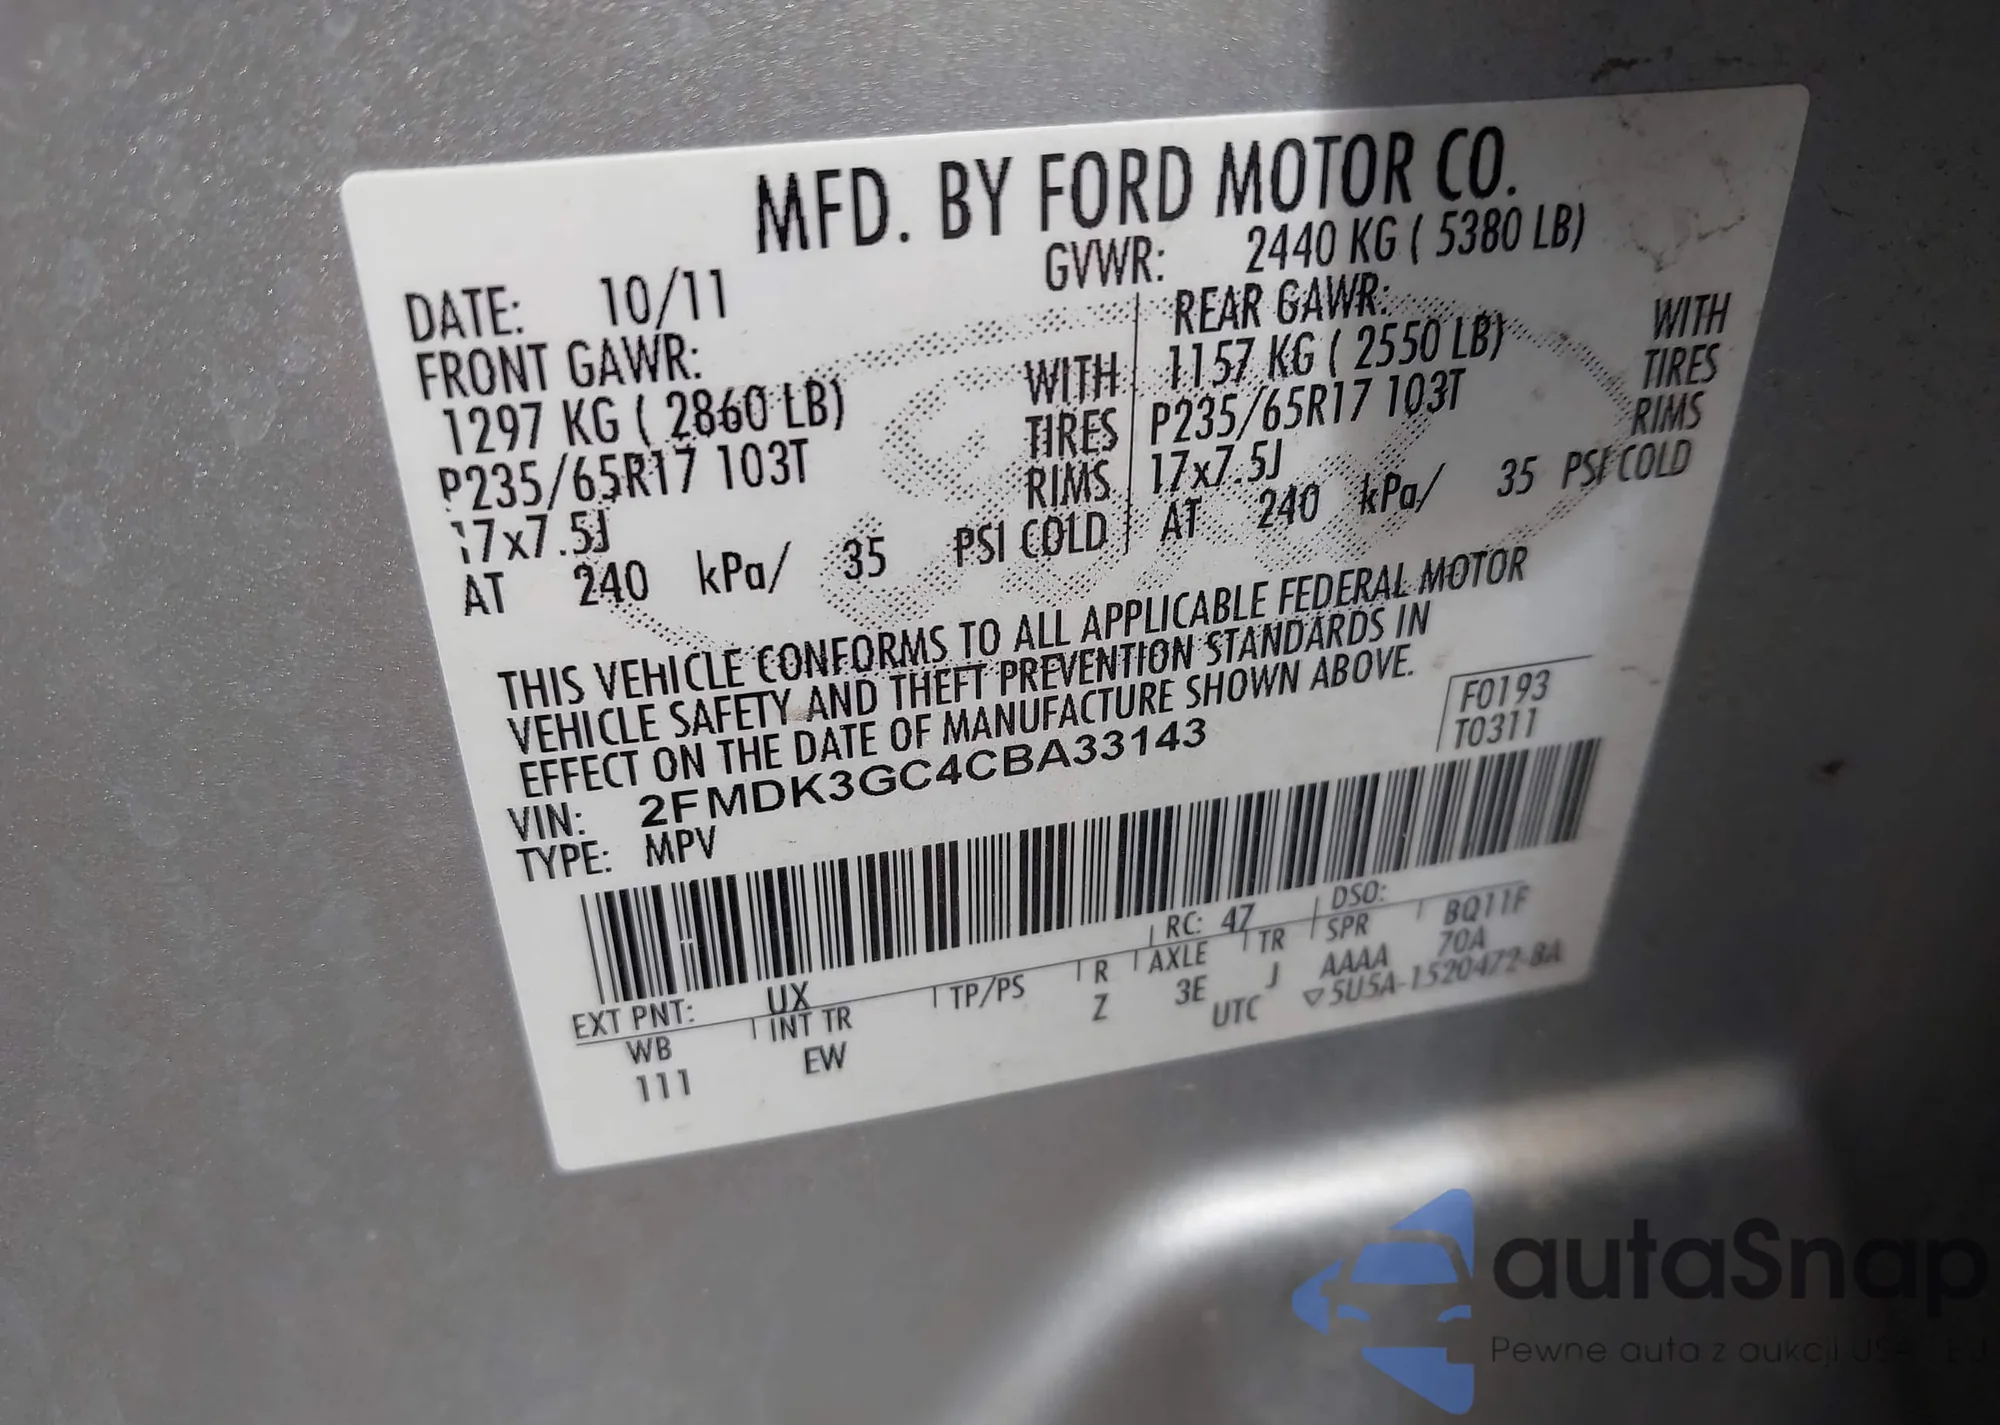 MFD. BY FORD MOTOR CO.
DATE: 10/11 GVWR: 2440 KG ( 5380 LB)
FRONT GAWR: REAR GAWR:
1297 KG ( 2860 LB) WITH 1157 KG ( 2550 LB) WITH
P235/65R17 103T TIRES P235/65R17 103T TIRES
17x7.5J RIMS 17x7.5J RIMS
AT 240 kPa/ 35 PSI COLD AT 240 kPa/ 35 PSI COLD
THIS VEHICLE CONFORMS TO ALL APPLICABLE FEDERAL MOTOR
VEHICLE SAFETY AND THEFT PREVENTION STANDARDS IN
EFFECT ON THE DATE OF MANUFACTURE SHOWN ABOVE.
F0193
T0311
VIN: 2FMDK3GC4CBA33143
TYPE: MPV
EXT PNT: UX RC: 47 DSO: BQ11F
WB INT TR TP/PS R AXLE TR SPR 70A
111 EW Z 3E J AAAA
UTC ▽5U5A-1520472-BA
autaSnap
Pewne auta z aukcji